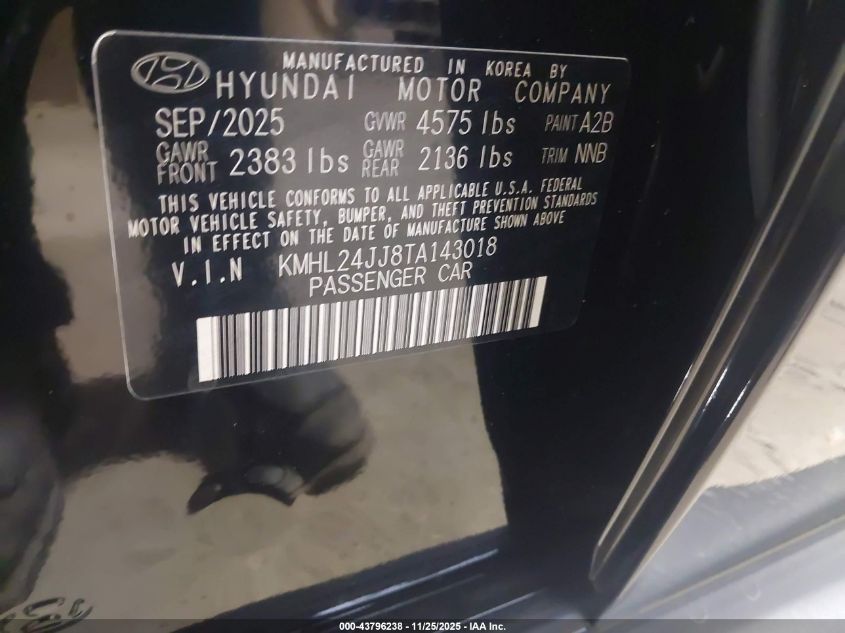 MANUFACTURED IN KOREA BY
HYUNDAI MOTOR COMPANY
SEP/2025 GVWR 4575 lbs PAINT A2B
GAWR FRONT 2383 lbs GAWR REAR 2136 lbs TRIM NNB
THIS VEHICLE CONFORMS TO ALL APPLICABLE U.S.A. FEDERAL
MOTOR VEHICLE SAFETY, BUMPER, AND THEFT PREVENTION STANDARDS
IN EFFECT ON THE DATE OF MANUFACTURE SHOWN ABOVE
V.I.N KMHL24JJ8TA143018
PASSENGER CAR
000-43796238 - 11/25/2025 - IAA Inc.